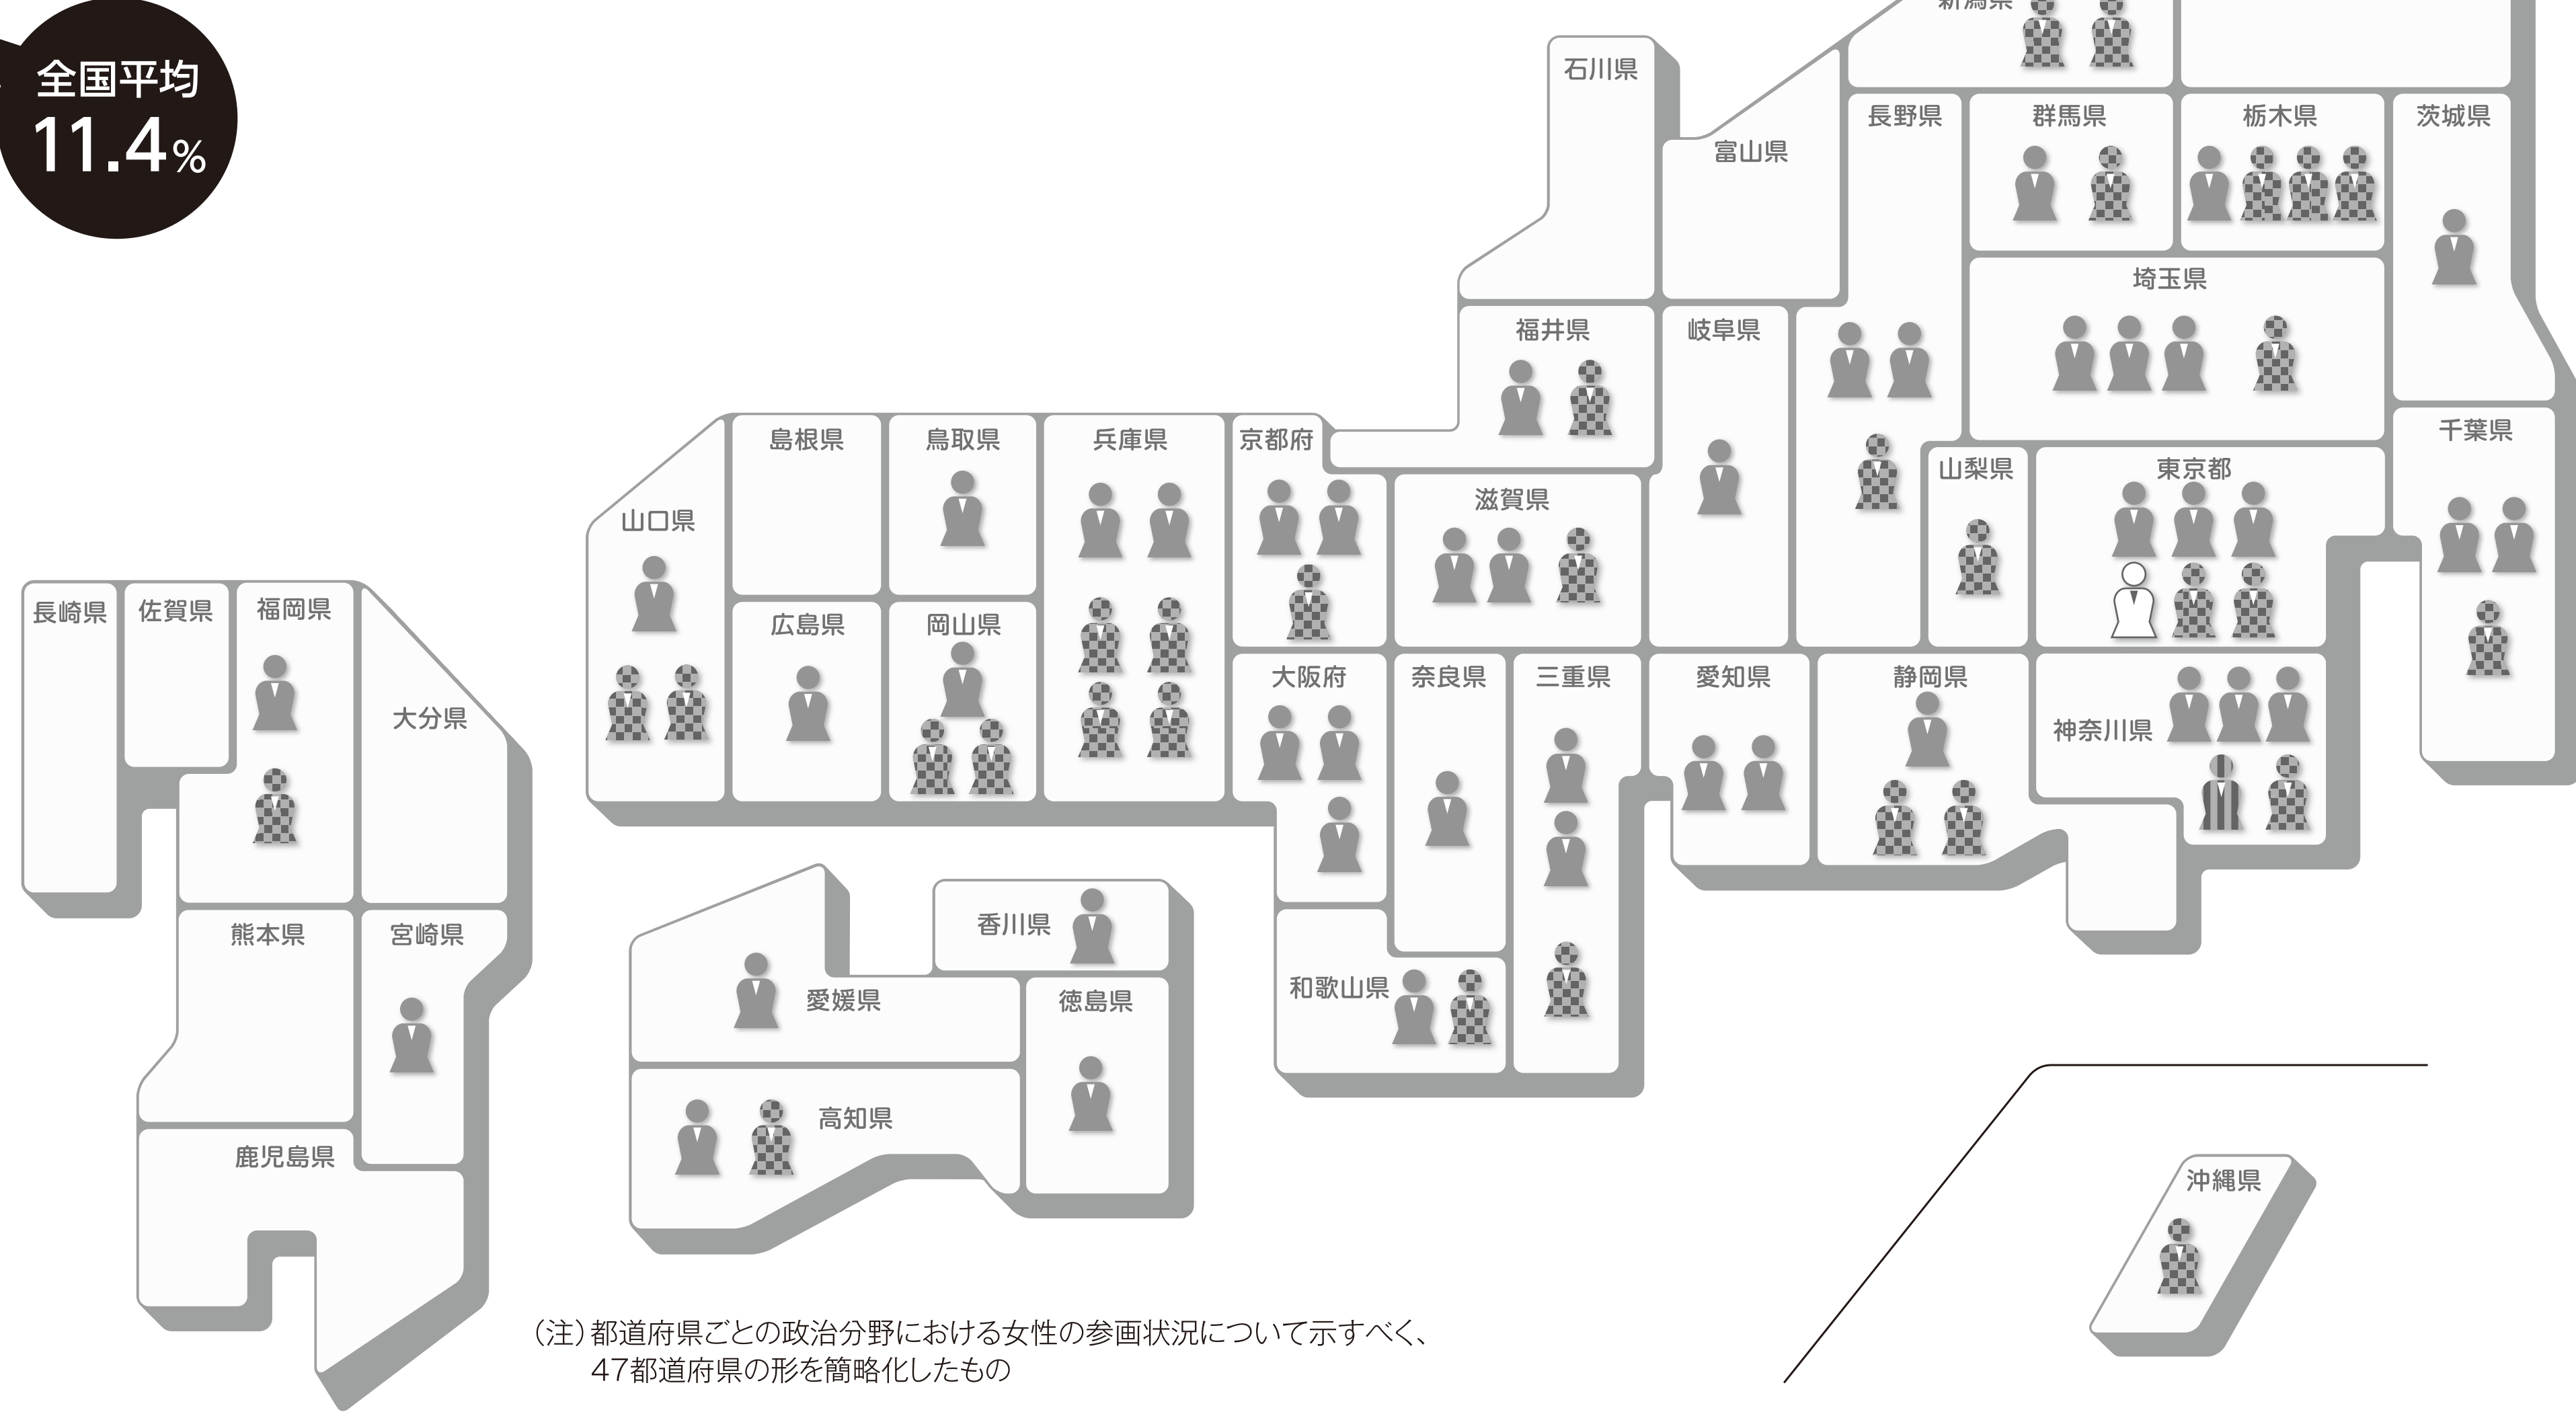 全国平均
11.4%
新潟県
石川県
富山県
長野県
群馬県
栃木県
茨城県
埼玉県
福井県
岐阜県
千葉県
島根県
鳥取県
兵庫県
京都府
山梨県
東京都
滋賀県
山口県
長崎県
佐賀県
福岡県
広島県
岡山県
大阪府
奈良県
三重県
愛知県
静岡県
神奈川県
大分県
香川県
熊本県
宮崎県
和歌山県
愛媛県
徳島県
高知県
鹿児島県
沖縄県
（注）都道府県ごとの政治分野における女性の参画状況について示すべく、
47都道府県の形を簡略化したもの